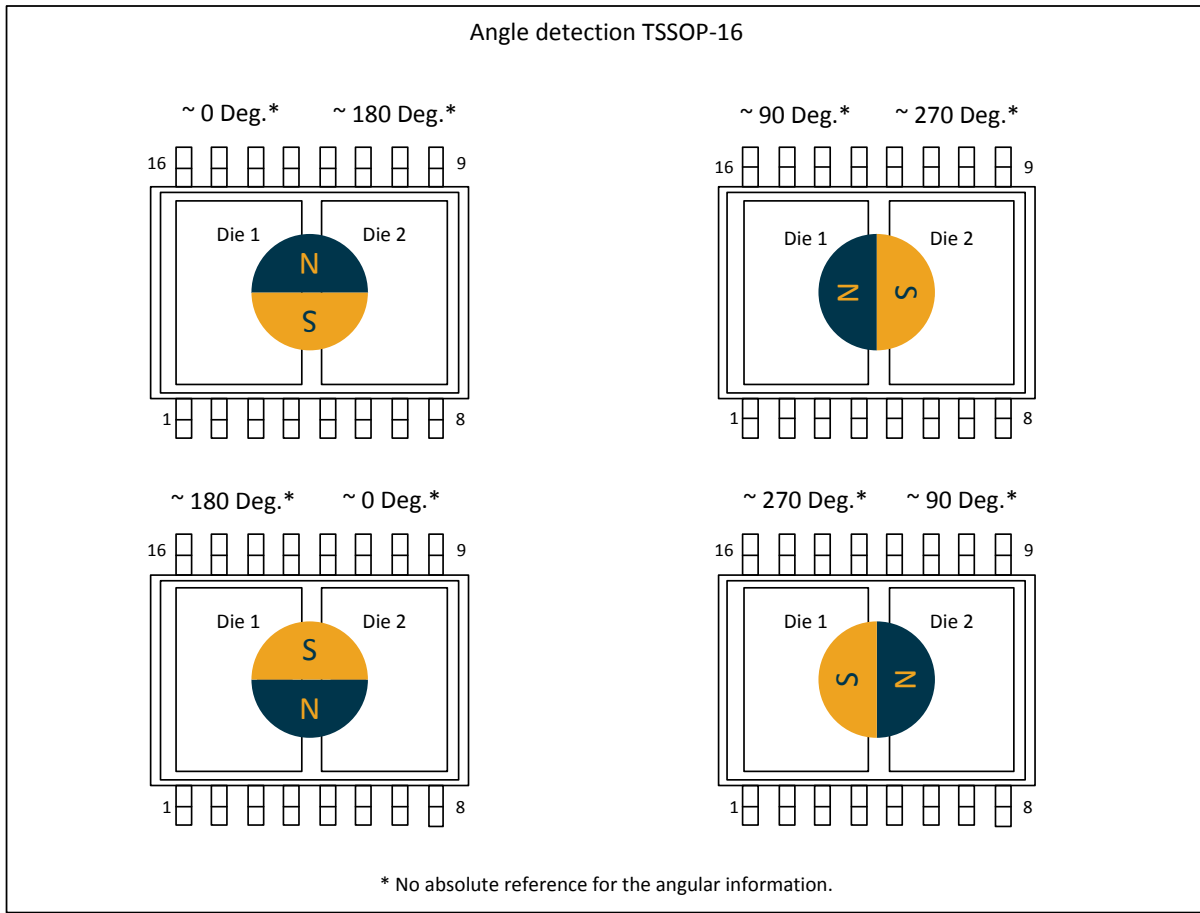 Angle detection TSSOP-16
~ 0 Deg.* ~ 180 Deg.* ~ 90 Deg.* ~ 270 Deg.*
16 9 16 9
Die 1 Die 2 Die 1 Die 2
N
S
N S
1 8 1 8
~ 180 Deg.* ~ 0 Deg.* ~ 270 Deg.* ~ 90 Deg.*
16 9 16 9
Die 1 Die 2 Die 1 Die 2
S
N
S N
1 8 1 8
* No absolute reference for the angular information.